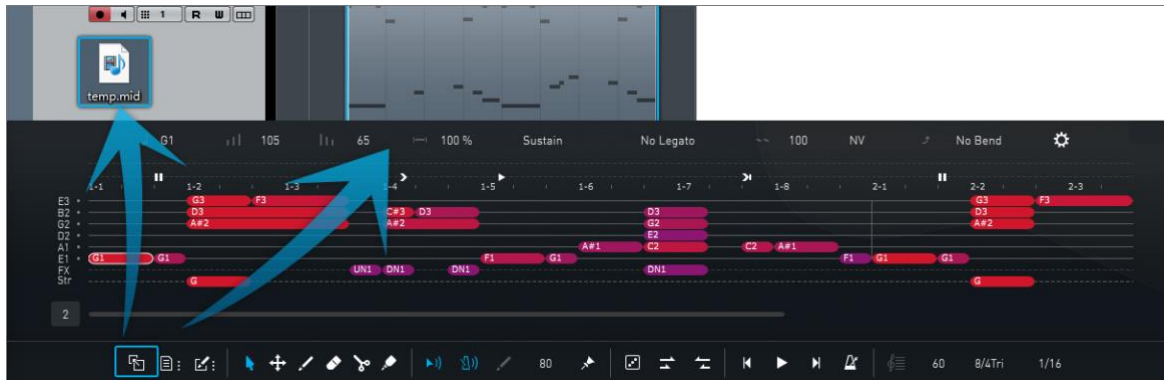 1 R W
temp.mid
G1 105 65 100 % Sustain No Legato 100 NV No Bend
1-1 1-2 1-3 1-4 1-5 1-6 1-7 1-8 2-1 2-2 2-3
E3 G3 F3 G3 F3
B2 D3 C#3 D3 D3 D3
G2 A#2 A#2 G2 A#2
D2 E2
A1 A#1 C2 C2 A#1
E1 G1 G1 F1 G1 F1 G1 G1
FX UN1 DN1 DN1 DN1
Str G G
2
80 60 8/4Tri 1/16